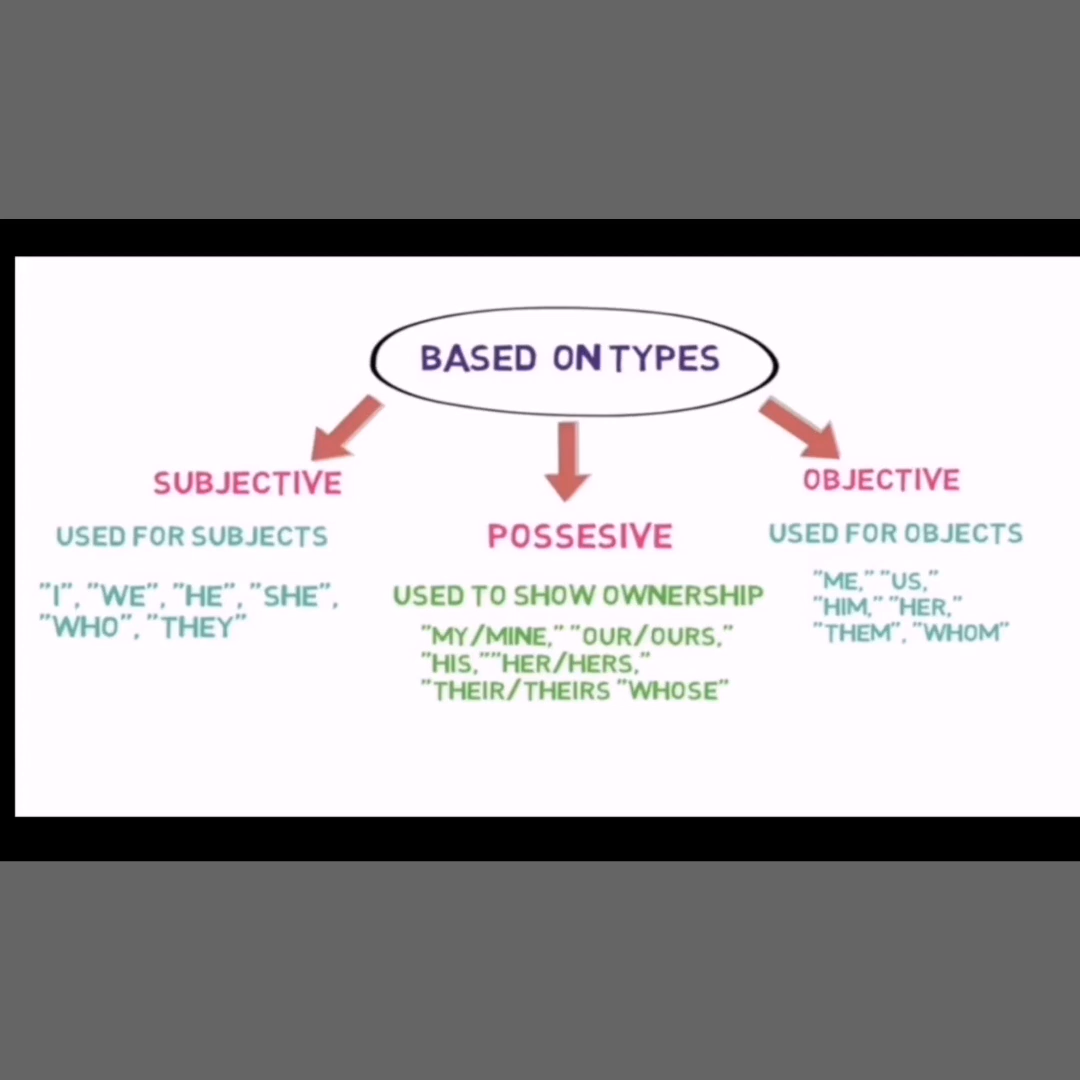 BASED ON TYPES
SUBJECTIVE
USED FOR SUBJECTS
"I", "WE", "HE", "SHE",
"WHO", "THEY"
POSSESIVE
USED TO SHOW OWNERSHIP
"MY/MINE," "OUR/OURS,"
"HIS,""HER/HERS,"
"THEIR/THEIRS "WHOSE"
OBJECTIVE
USED FOR OBJECTS
"ME," "US,"
"HIM," "HER,"
"THEM", "WHOM"